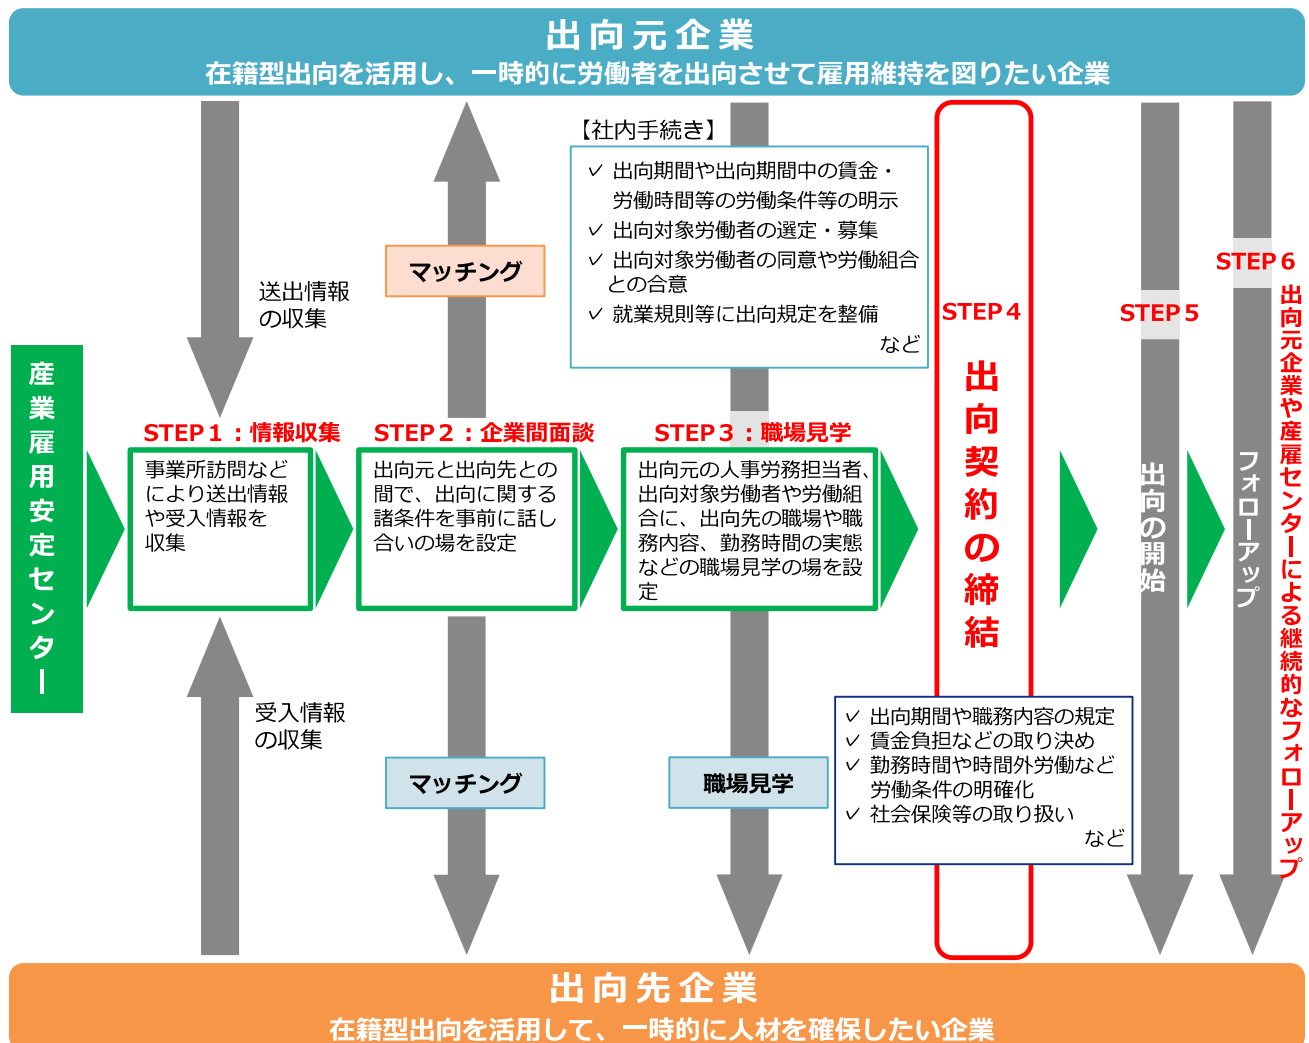 出向元企業
在籍型出向を活用し、一時的に労働者を出向させて雇用維持を図りたい企業
【社内手続き】
✓ 出向期間や出向期間中の賃金・
労働時間等の労働条件等の明示
✓ 出向対象労働者の選定・募集
✓ 出向対象労働者の同意や労働組合
との合意
✓ 就業規則等に出向規定を整備
など
マッチング
送出情報
の収集
産業雇用安定センター
STEP１：情報収集
事業所訪問など
により送出情報
や受入情報を
収集
STEP２：企業間面談
出向元と出向先との
間で、出向に関する
諸条件を事前に話し
合いの場を設定
STEP３：職場見学
出向元の人事労務担当者、
出向対象労働者や労働組
合に、出向先の職場や職
務内容、勤務時間の実態
などの職場見学の場を設
定
STEP４
出向契約の締結
STEP５
出向の開始
STEP６
フォローアップ
出向元企業や産雇センターによる継続的なフォローアップ
受入情報
の収集
マッチング
職場見学
✓ 出向期間や職務内容の規定
✓ 賃金負担などの取り決め
✓ 勤務時間や時間外労働など
労働条件の明確化
✓ 社会保険等の取り扱い
など
出向先企業
在籍型出向を活用して、一時的に人材を確保したい企業